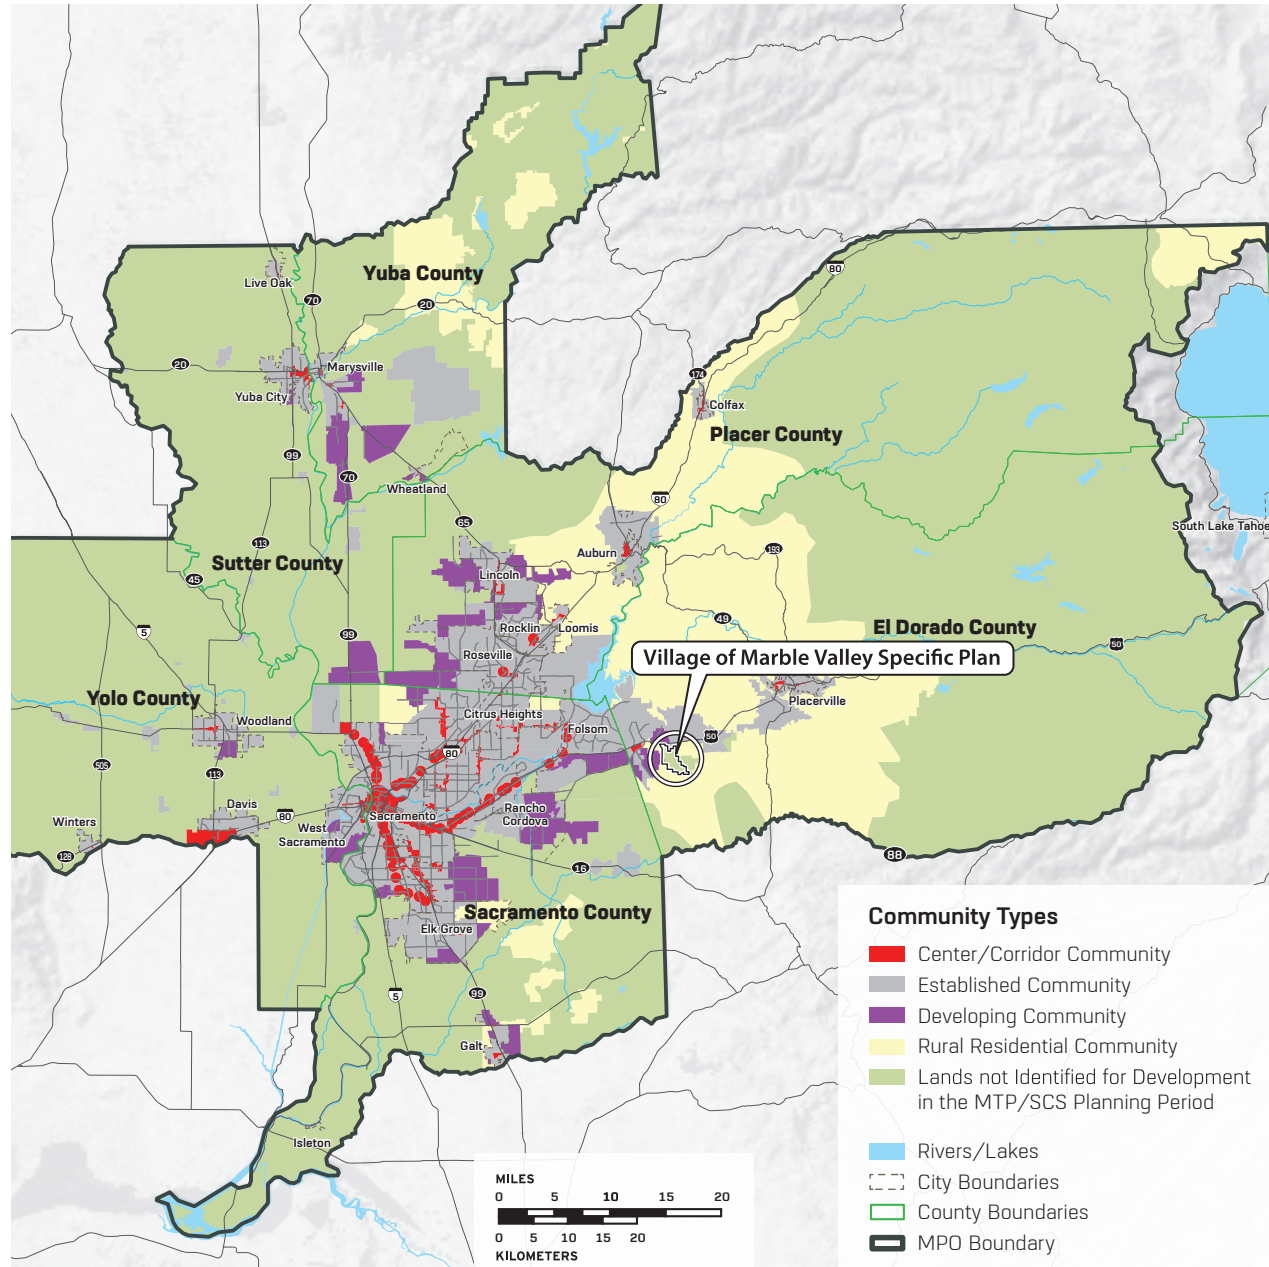 Yuba County
Live Oak
70
20
80
20
Marysville
Yuba City
174
Colfax
Placer County
99
70
Wheatland
80
65
South Lake Tahoe
113
Sutter County
Auburn
193
Lincoln
45
49
5
99
Rocklin
Loomis
El Dorado County
50
Roseville
Village of Marble Valley Specific Plan
Yolo County
Placerville
Woodland
Citrus Heights
Folsom
50
80
505
113
Davis
80
Sacramento
Rancho
Cordova
Winters
West
Sacramento
128
88
16
Sacramento County
Elk Grove
5
99
Galt
Isleton
Community Types
Center/Corridor Community
Established Community
Developing Community
Rural Residential Community
Lands not Identified for Development
in the MTP/SCS Planning Period
Rivers/Lakes
City Boundaries
County Boundaries
MPO Boundary
MILES
0 5 10 15 20
0 5 10 15 20
KILOMETERS